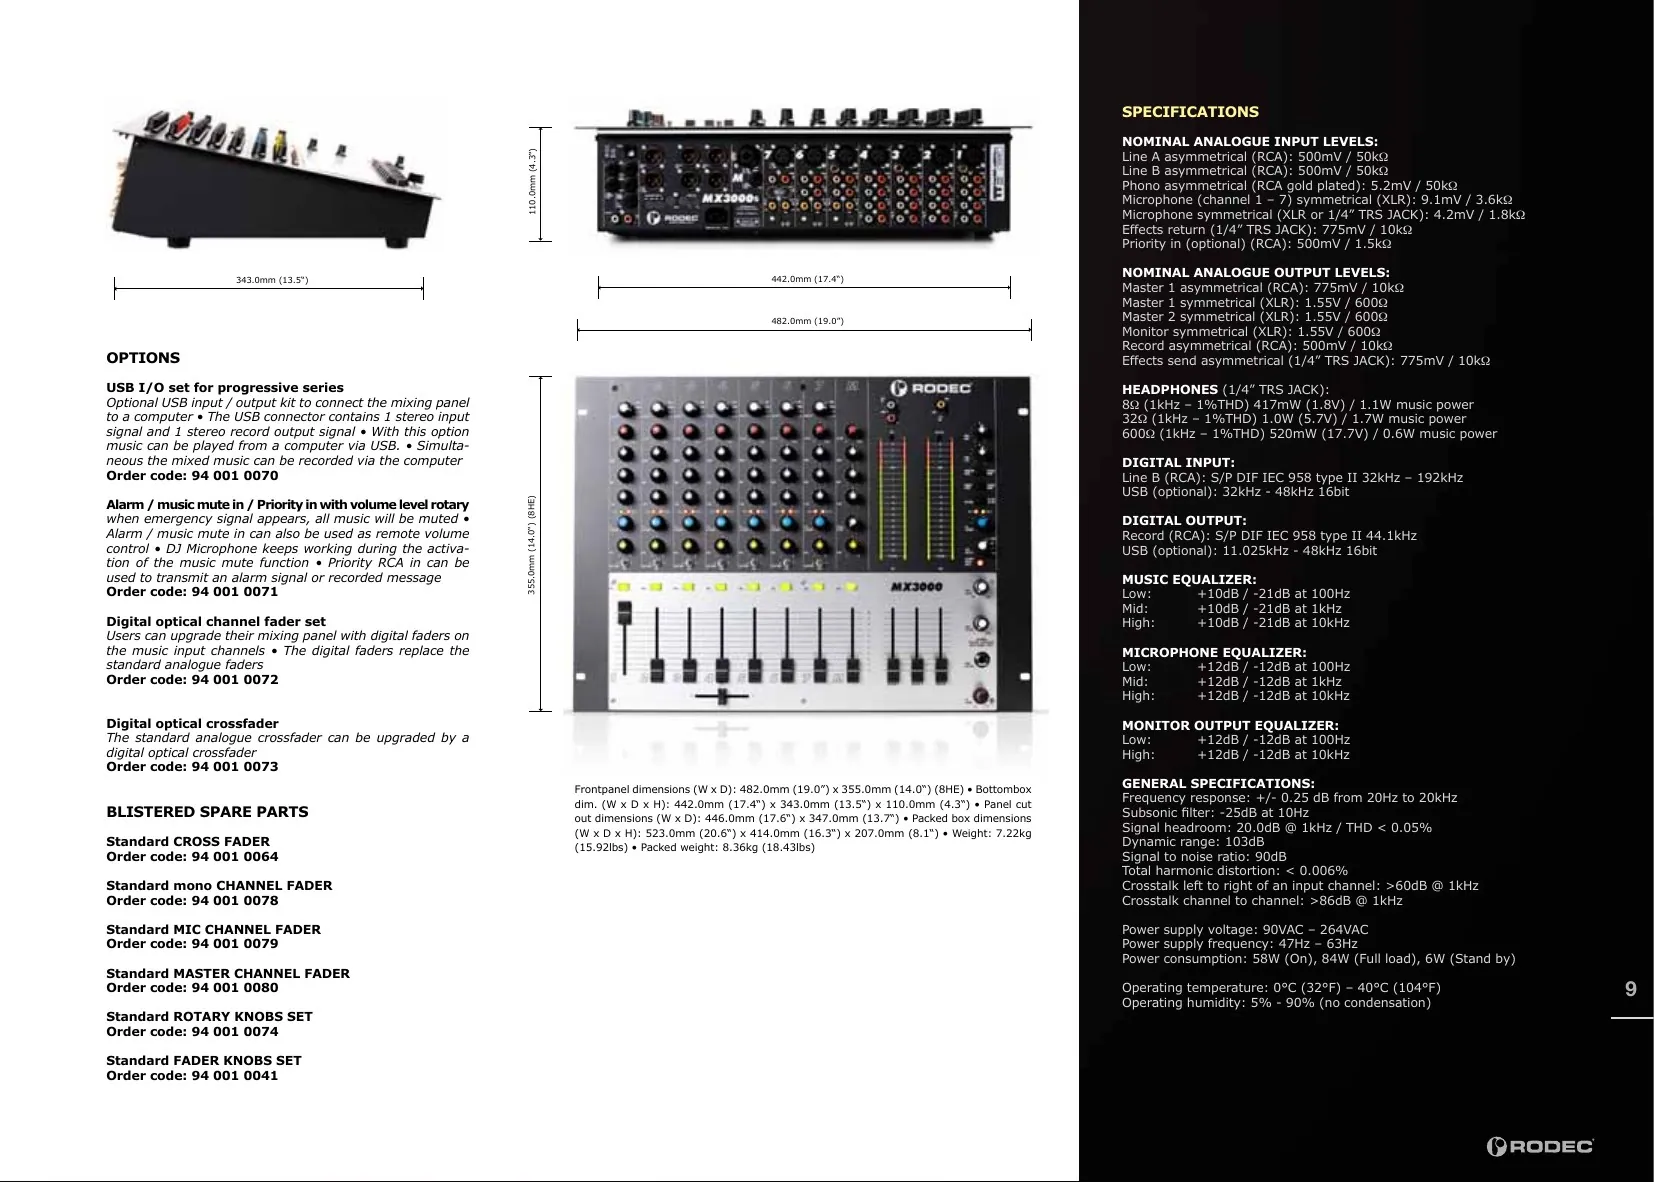 343.0mm (13.5“)
110.0mm (4.3“)
MX3000s
RODEC
442.0mm (17.4“)
482.0mm (19.0”)
355.0mm (14.0“) (8HE)
RODEC
MX3000
Frontpanel dimensions (W x D): 482.0mm (19.0”) x 355.0mm (14.0“) (8HE) • Bottombox
dim. (W x D x H): 442.0mm (17.4“) x 343.0mm (13.5“) x 110.0mm (4.3“) • Panel cut
out dimensions (W x D): 446.0mm (17.6“) x 347.0mm (13.7“) • Packed box dimensions
(W x D x H): 523.0mm (20.6“) x 414.0mm (16.3“) x 207.0mm (8.1“) • Weight: 7.22kg
(15.92lbs) • Packed weight: 8.36kg (18.43lbs)
OPTIONS
USB I/O set for progressive series
Optional USB input / output kit to connect the mixing panel
to a computer • The USB connector contains 1 stereo input
signal and 1 stereo record output signal • With this option
music can be played from a computer via USB. • Simulta-
neous the mixed music can be recorded via the computer
Order code: 94 001 0070
Alarm / music mute in / Priority in with volume level rotary
when emergency signal appears, all music will be muted •
Alarm / music mute in can also be used as remote volume
control • DJ Microphone keeps working during the activa-
tion of the music mute function • Priority RCA in can be
used to transmit an alarm signal or recorded message
Order code: 94 001 0071
Digital optical channel fader set
Users can upgrade their mixing panel with digital faders on
the music input channels • The digital faders replace the
standard analogue faders
Order code: 94 001 0072
Digital optical crossfader
The standard analogue crossfader can be upgraded by a
digital optical crossfader
Order code: 94 001 0073
BLISTERED SPARE PARTS
Standard CROSS FADER
Order code: 94 001 0064
Standard mono CHANNEL FADER
Order code: 94 001 0078
Standard MIC CHANNEL FADER
Order code: 94 001 0079
Standard MASTER CHANNEL FADER
Order code: 94 001 0080
Standard ROTARY KNOBS SET
Order code: 94 001 0074
Standard FADER KNOBS SET
Order code: 94 001 0041
SPECIFICATIONS
NOMINAL ANALOGUE INPUT LEVELS:
Line A asymmetrical (RCA): 500mV / 50kΩ
Line B asymmetrical (RCA): 500mV / 50kΩ
Phono asymmetrical (RCA gold plated): 5.2mV / 50kΩ
Microphone (channel 1 – 7) symmetrical (XLR): 9.1mV / 3.6kΩ
Microphone symmetrical (XLR or 1/4” TRS JACK): 4.2mV / 1.8kΩ
Effects return (1/4” TRS JACK): 775mV / 10kΩ
Priority in (optional) (RCA): 500mV / 1.5kΩ
NOMINAL ANALOGUE OUTPUT LEVELS:
Master 1 asymmetrical (RCA): 775mV / 10kΩ
Master 1 symmetrical (XLR): 1.55V / 600Ω
Master 2 symmetrical (XLR): 1.55V / 600Ω
Monitor symmetrical (XLR): 1.55V / 600Ω
Record asymmetrical (RCA): 500mV / 10kΩ
Effects send asymmetrical (1/4” TRS JACK): 775mV / 10kΩ
HEADPHONES (1/4” TRS JACK):
8Ω (1kHz – 1%THD) 417mW (1.8V) / 1.1W music power
32Ω (1kHz – 1%THD) 1.0W (5.7V) / 1.7W music power
600Ω (1kHz – 1%THD) 520mW (17.7V) / 0.6W music power
DIGITAL INPUT:
Line B (RCA): S/P DIF IEC 958 type II 32kHz – 192kHz
USB (optional): 32kHz - 48kHz 16bit
DIGITAL OUTPUT:
Record (RCA): S/P DIF IEC 958 type II 44.1kHz
USB (optional): 11.025kHz - 48kHz 16bit
MUSIC EQUALIZER:
Low: +10dB / -21dB at 100Hz
Mid: +10dB / -21dB at 1kHz
High: +10dB / -21dB at 10kHz
MICROPHONE EQUALIZER:
Low: +12dB / -12dB at 100Hz
Mid: +12dB / -12dB at 1kHz
High: +12dB / -12dB at 10kHz
MONITOR OUTPUT EQUALIZER:
Low: +12dB / -12dB at 100Hz
High: +12dB / -12dB at 10kHz
GENERAL SPECIFICATIONS:
Frequency response: +/- 0.25 dB from 20Hz to 20kHz
Subsonic filter: -25dB at 10Hz
Signal headroom: 20.0dB @ 1kHz / THD < 0.05%
Dynamic range: 103dB
Signal to noise ratio: 90dB
Total harmonic distortion: < 0.006%
Crosstalk left to right of an input channel: >60dB @ 1kHz
Crosstalk channel to channel: >86dB @ 1kHz
Power supply voltage: 90VAC – 264VAC
Power supply frequency: 47Hz – 63Hz
Power consumption: 58W (On), 84W (Full load), 6W (Stand by)
Operating temperature: 0°C (32°F) – 40°C (104°F)
Operating humidity: 5% - 90% (no condensation)
9
RODEC